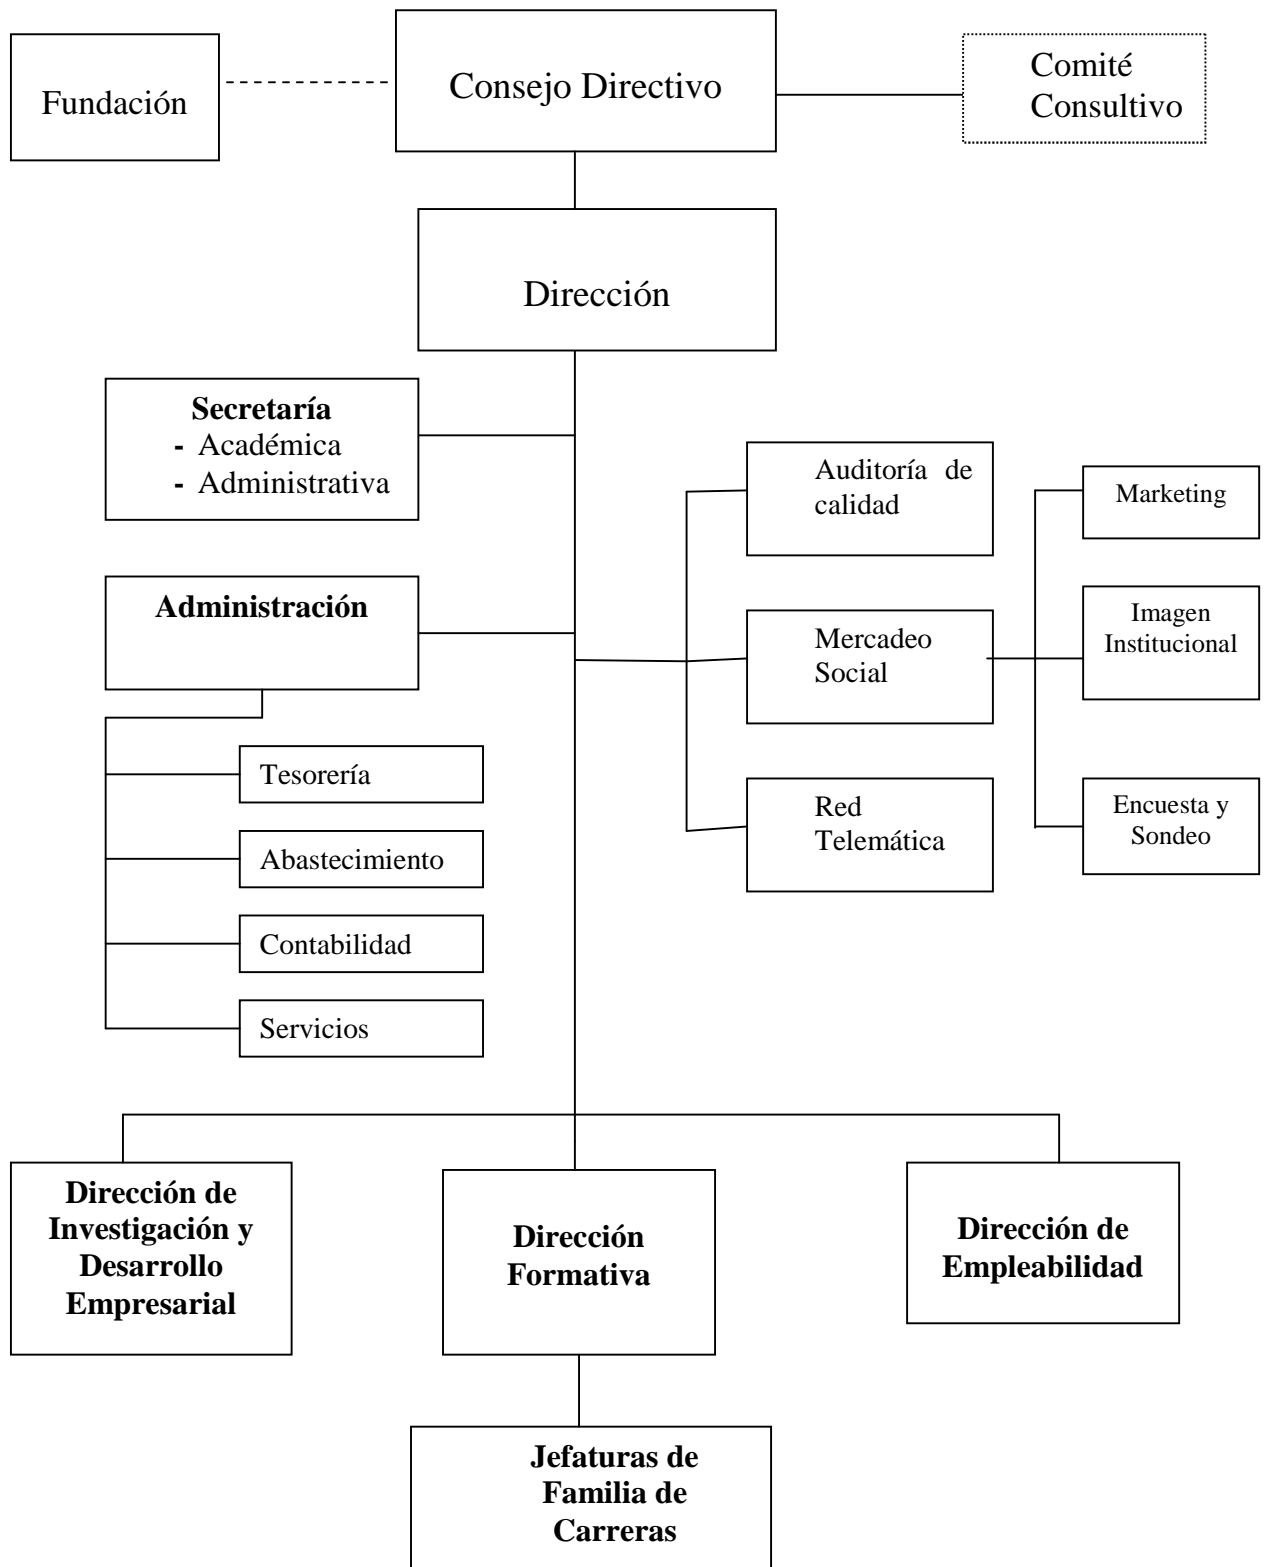 Fundación
Consejo Directivo
Comité
Consultivo
Dirección
Secretaría
- Académica
- Administrativa
Auditoría de
calidad
Marketing
Administración
Mercadeo
Social
Imagen
Institucional
Tesorería
Abastecimiento
Contabilidad
Servicios
Red
Telemática
Encuesta y
Sondeo
Dirección de
Investigación y
Desarrollo
Empresarial
Dirección
Formativa
Dirección de
Empleabilidad
Jefaturas de
Familia de
Carreras